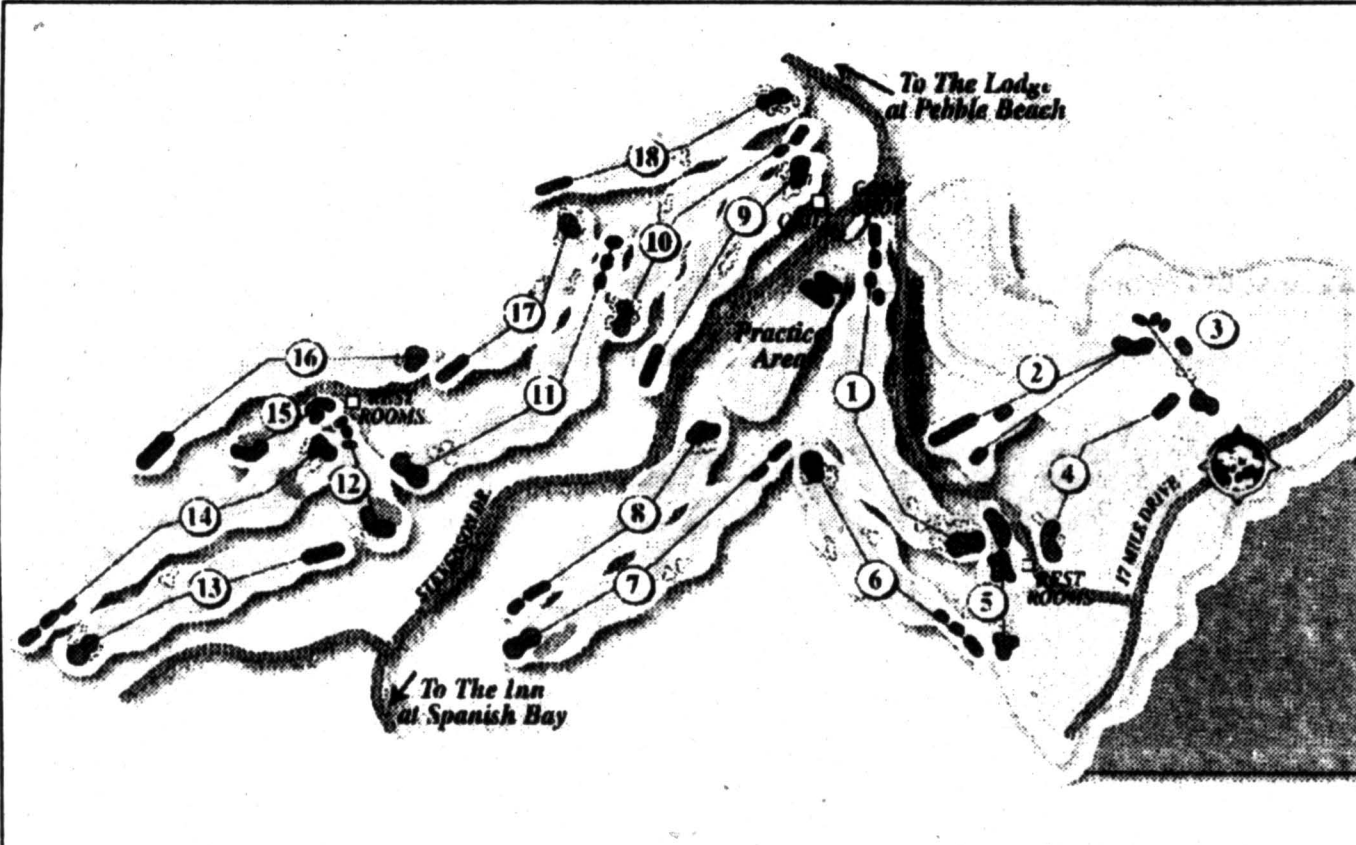 To The Lodge
at Pebble Beach
18
9
10
3
17
Practice
Area
16
2
1
11
15
REST
ROOMS
4
12
14
8
STEVENSON DR.
17 MILE DRIVE
13
7
6
5
REST
ROOMS
To The Inn
at Spanish Bay